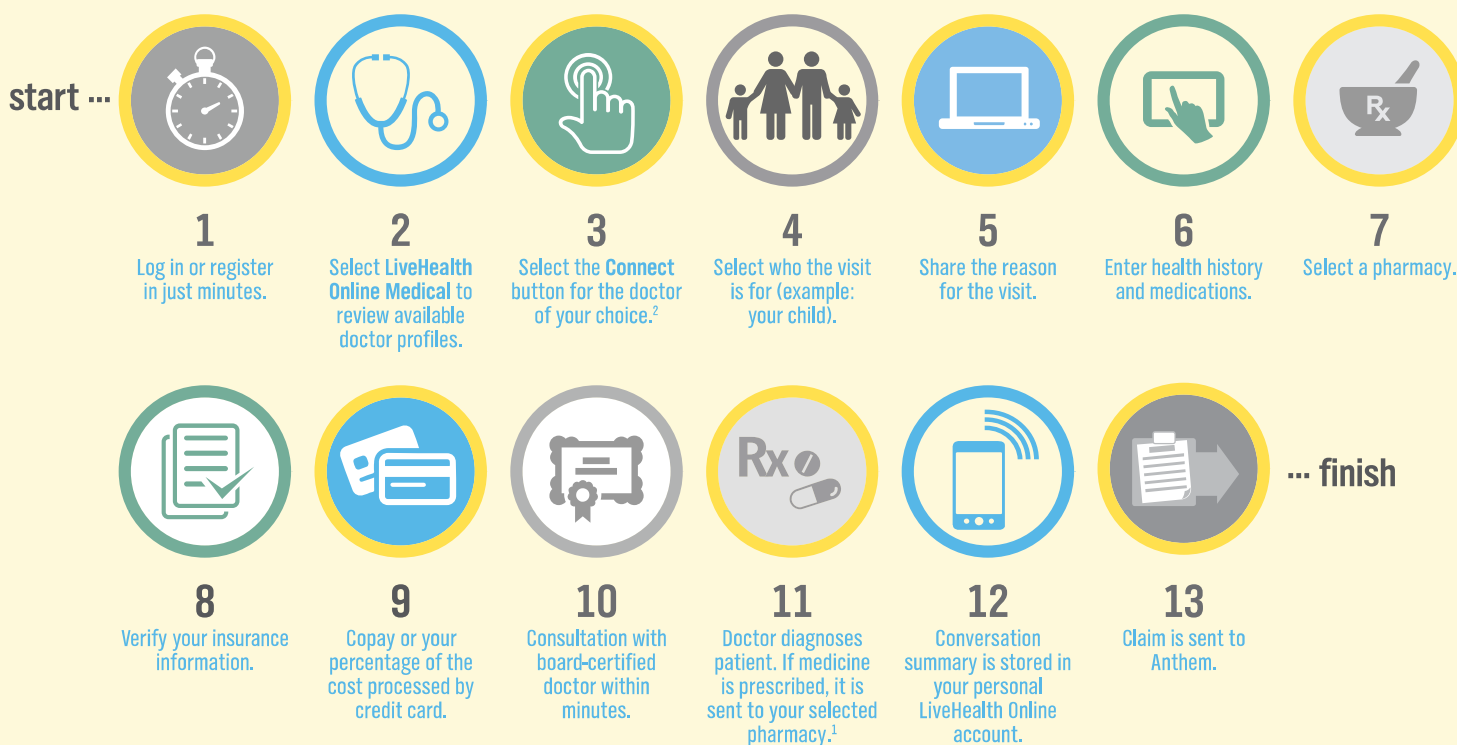 start ...
1
Log in or register
in just minutes.
2
Select LiveHealth
Online Medical to
review available
doctor profiles.
3
Select the Connect
button for the doctor
of your choice.²
4
Select who the visit
is for (example:
your child).
5
Share the reason
for the visit.
6
Enter health history
and medications.
Rx
7
Select a pharmacy.
8
Verify your insurance
information.
9
Copay or your
percentage of the
cost processed by
credit card.
10
Consultation with
board-certified
doctor within
minutes.
Rx
11
Doctor diagnoses
patient. If medicine
is prescribed, it is
sent to your selected
pharmacy.¹
12
Conversation
summary is stored in
your personal
LiveHealth Online
account.
13
Claim is sent to
Anthem.
... finish